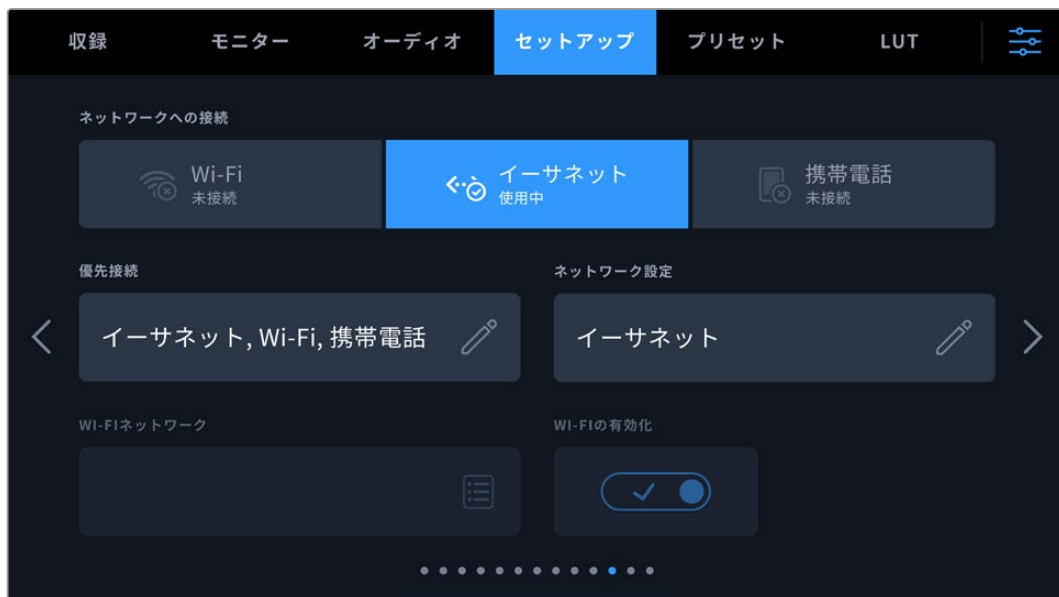 収録 モニター オーディオ セットアップ プリセット LUT
ネットワークへの接続
Wi-Fi
未接続
イーサネット
使用中
携帯電話
未接続
優先接続
イーサネット, Wi-Fi, 携帯電話
ネットワーク設定
イーサネット
WI-FIネットワーク
WI-FIの有効化